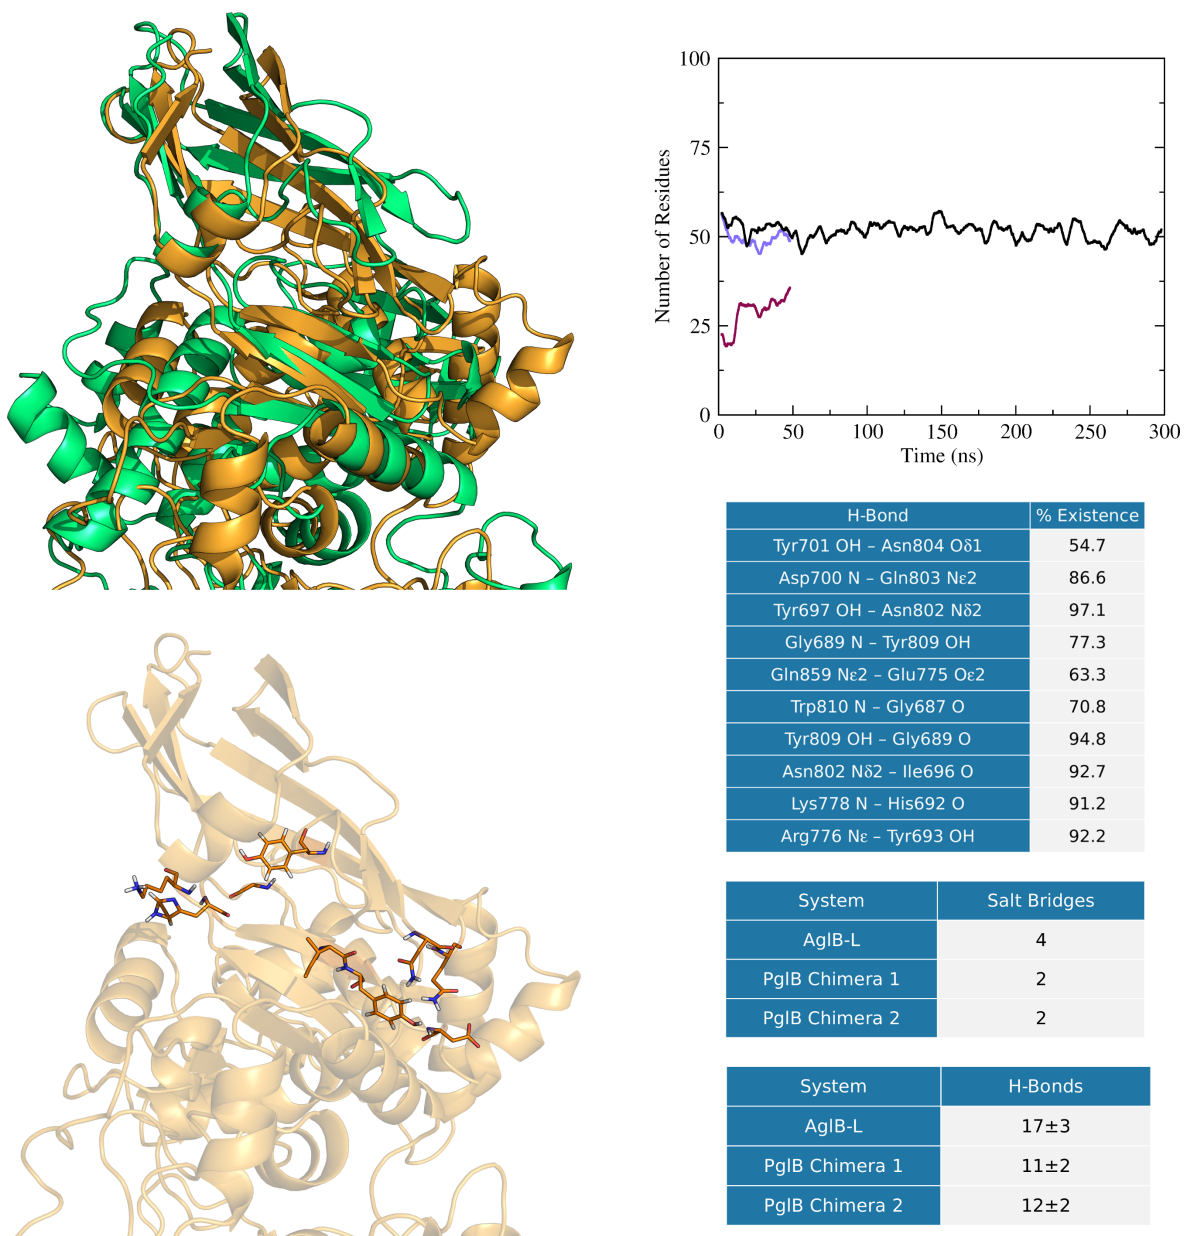 100
75
50
25
0
Number of Residues
0 50 100 150 200 250 300
Time (ns)
H-Bond % Existence
Tyr701 OH – Asn804 Oδ1 54.7
Asp700 N – Gln803 Nε2 86.6
Tyr697 OH – Asn802 Nδ2 97.1
Gly689 N – Tyr809 OH 77.3
Gln859 Nε2 – Glu775 Oε2 63.3
Trp810 N – Gly687 O 70.8
Tyr809 OH – Gly689 O 94.8
Asn802 Nδ2 – Ile696 O 92.7
Lys778 N – His692 O 91.2
Arg776 Nε – Tyr693 OH 92.2
System Salt Bridges
AglB-L 4
PglB Chimera 1 2
PglB Chimera 2 2
System H-Bonds
AglB-L 17±3
PglB Chimera 1 11±2
PglB Chimera 2 12±2